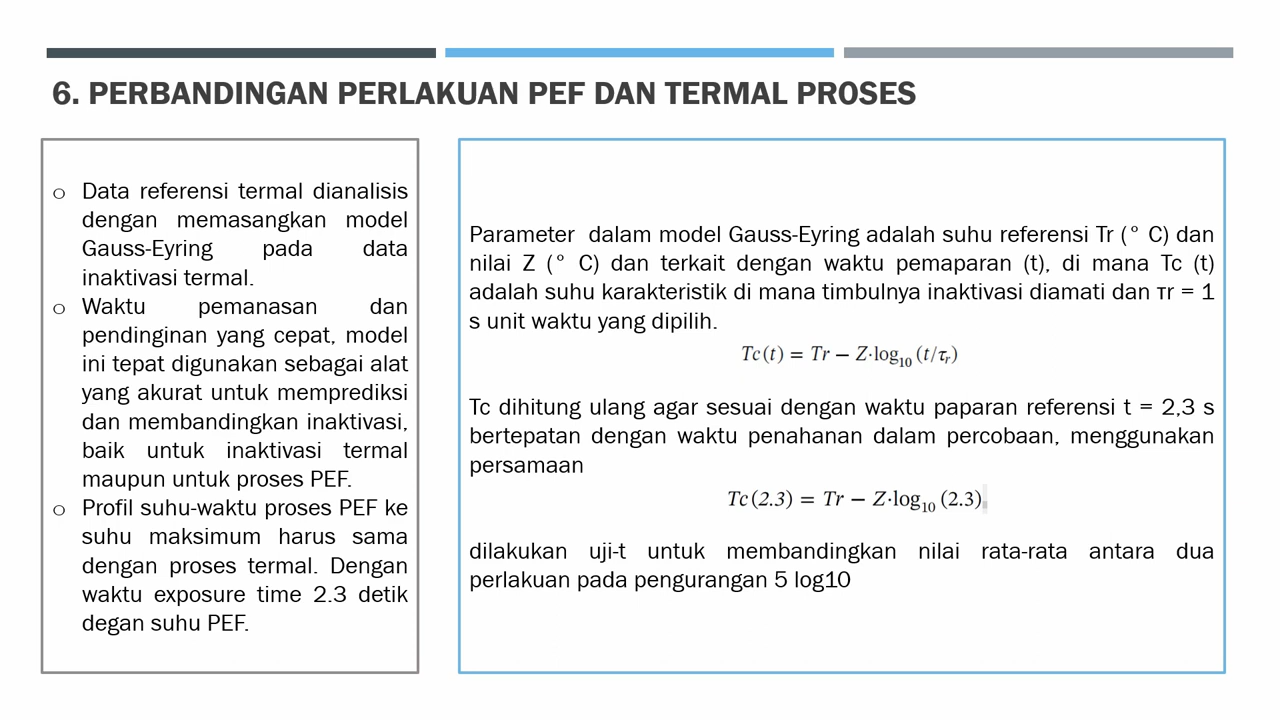 6. PERBANDINGAN PERLAKUAN PEF DAN TERMAL PROSES
o Data referensi termal dianalisis
dengan memasangkan model
Gauss-Eyring pada data
inaktivasi termal.
o Waktu pemanasan dan
pendinginan yang cepat, model
ini tepat digunakan sebagai alat
yang akurat untuk memprediksi
dan membandingkan inaktivasi,
baik untuk inaktivasi termal
maupun untuk proses PEF.
o Profil suhu-waktu proses PEF ke
suhu maksimum harus sama
dengan proses termal. Dengan
waktu exposure time 2.3 detik
degan suhu PEF.
Parameter dalam model Gauss-Eyring adalah suhu referensi Tr (° C) dan
nilai Z (° C) dan terkait dengan waktu pemaparan (t), di mana Tc (t)
adalah suhu karakteristik di mana timbulnya inaktivasi diamati dan τr = 1
s unit waktu yang dipilih.
Tc(t) = Tr − Z·log₁₀ (t/τᵣ)
Tc dihitung ulang agar sesuai dengan waktu paparan referensi t = 2,3 s
bertepatan dengan waktu penahanan dalam percobaan, menggunakan
persamaan
Tc(2.3) = Tr − Z·log₁₀ (2.3)
dilakukan uji-t untuk membandingkan nilai rata-rata antara dua
perlakuan pada pengurangan 5 log10